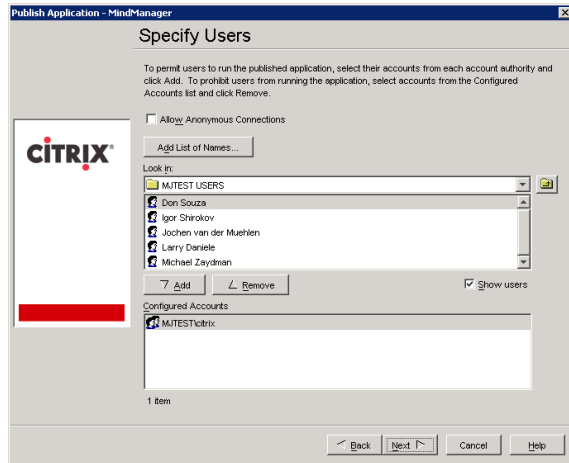 Publish Application - MindManager
Specify Users
To permit users to run the published application, select their accounts from each account authority and
click Add. To prohibit users from running the application, select accounts from the Configured
Accounts list and click Remove.
Allow Anonymous Connections
CİTRIX®
Add List of Names...
Look in:
MJTEST USERS
Don Souza
Igor Shirokov
Jochen van der Muehlen
Larry Daniele
Michael Zaydman
Add
Remove
Show users
Configured Accounts
MJTEST\citrix
1 item
Back
Next
Cancel
Help